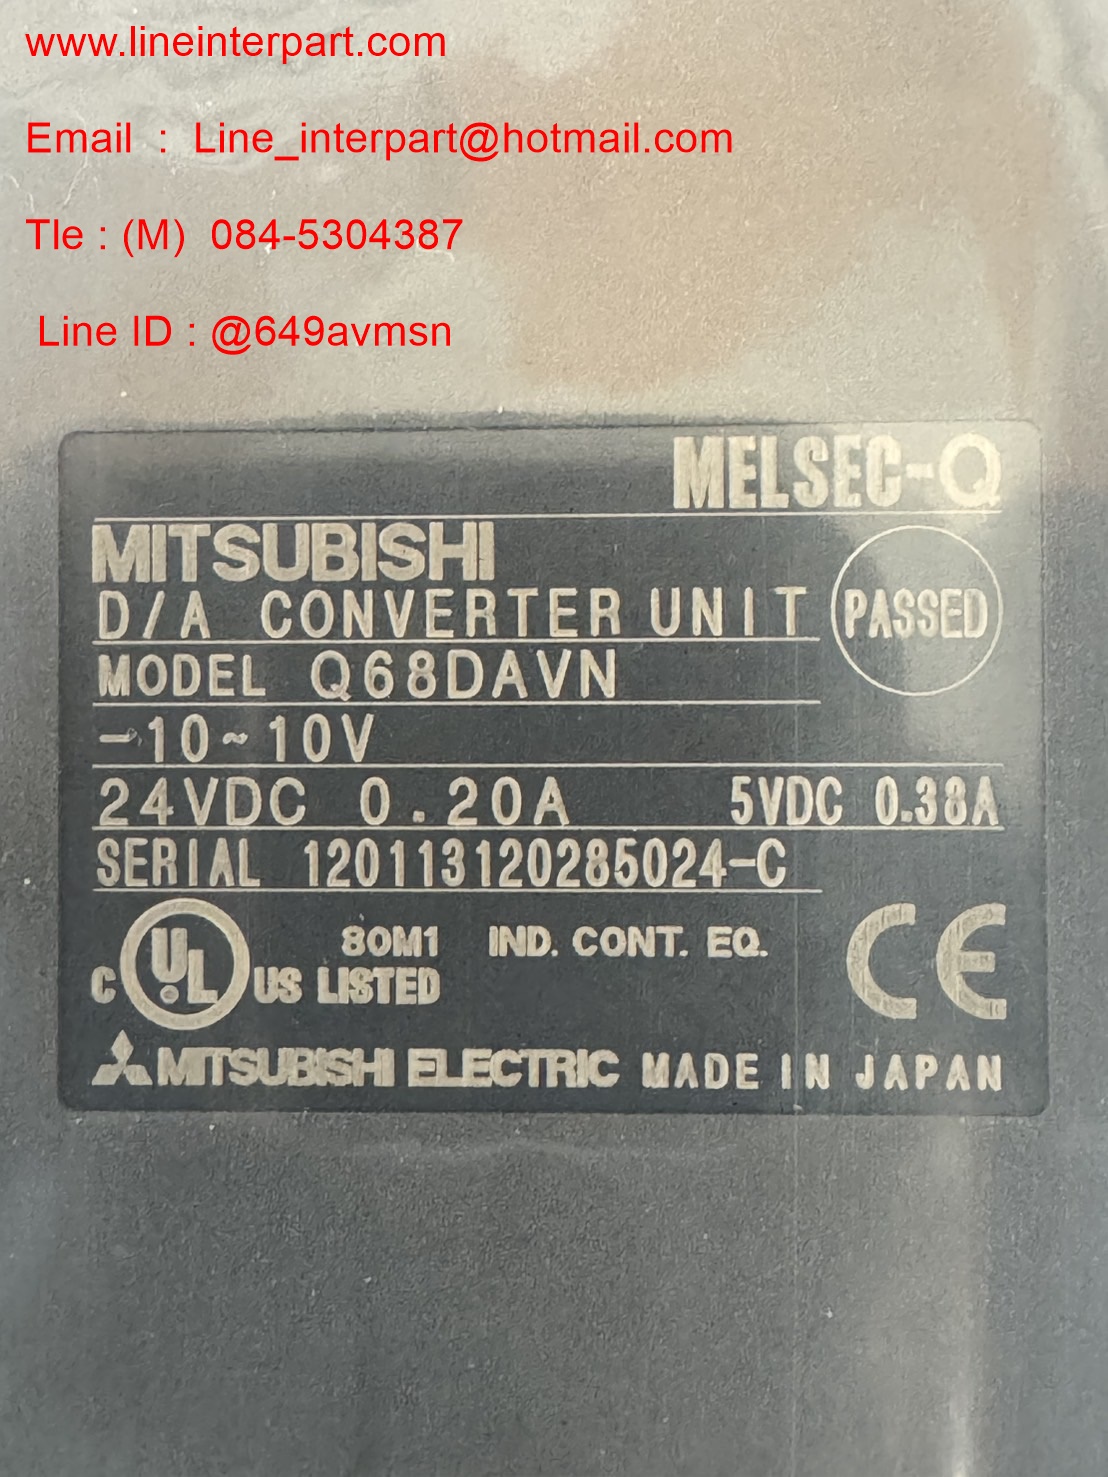 www.lineinterpart.com
Email : Line_interpart@hotmail.com
Tle : (M) 084-5304387
Line ID : @649avmsn
MELSEC-Q
MITSUBISHI
D/A CONVERTER UNIT
PASSED
MODEL Q68DAVN
-10~10V
24VDC 0.20A 5VDC 0.38A
SERIAL 120113120285024-C
80M1 IND. CONT. EQ.
C UL US LISTED
CE
MITSUBISHI ELECTRIC MADE IN JAPAN